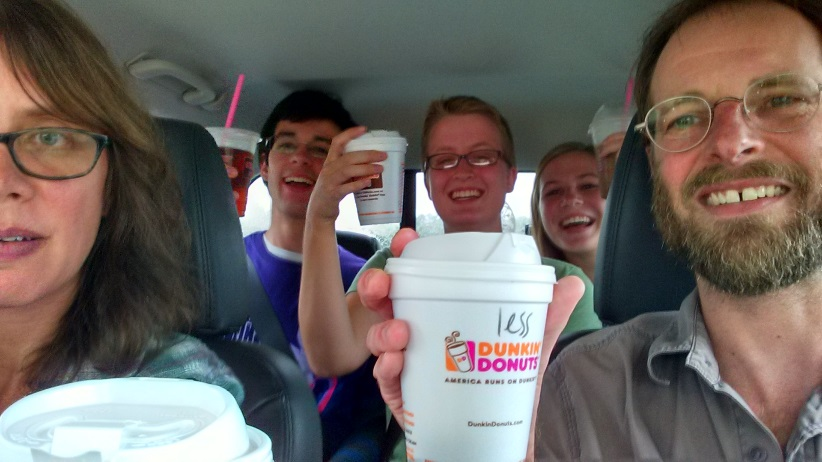 less
DUNKIN'
DONUTS
AMERICA RUNS ON DUNKIN'
DunkinDonuts.com